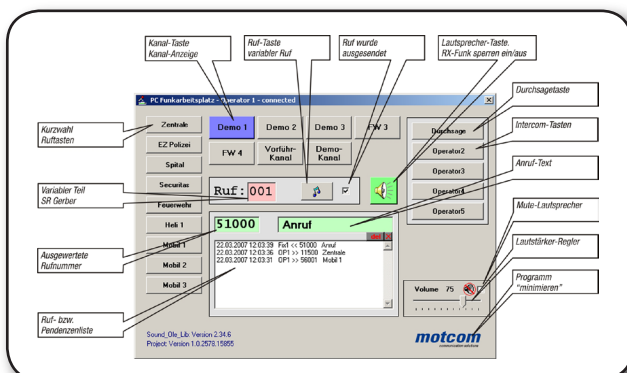 Kanal-Taste
Kanal-Anzeige
Ruf-Taste
variabler Ruf
Ruf wurde
ausgesendet
Lautsprecher-Taste.
RX-Funk sperren ein/aus
Durchsagetaste
Intercom-Tasten
Anruf-Text
Mute-Lautsprecher
Lautstärker-Regler
Programm
"minimieren"
Kurzwahl
Ruftasten
Variabler Teil
SR Gerber
Ausgewertete
Rufnummer
Ruf- bzw.
Pendenzenliste
PC Funkarbeitsplatz - Operator 1 - connected
Zentrale
EZ Polizei
Spital
Securitas
Feuerwehr
Heli 1
Mobil 1
Mobil 2
Mobil 3
Demo 1
Demo 2
Demo 3
FW 3
FW 4
Vorführ-
Kanal
Demo-
Kanal
Ruf: 001
51000
Anruf
del
22.03.2007 12:03:39 Fix1 << 51000 Anruf
22.03.2007 12:03:36 OP1 >> 11500 Zentrale
22.03.2007 12:03:31 OP1 >> 56001 Mobil 1
Durchsage
Operator2
Operator3
Operator4
Operator5
Volume 75
Sound_Ole_Lib: Version 2.34.6
Project: Version 1.0.2578.15855
motcom